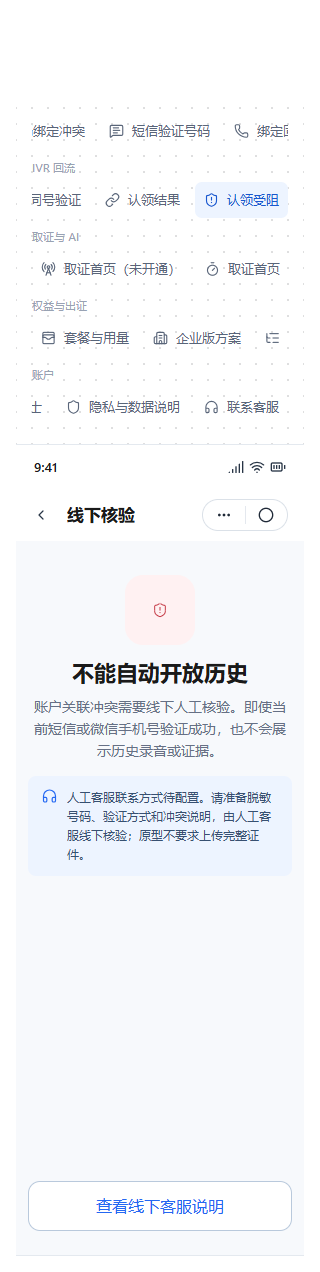 绑定冲突 短信验证号码 绑定
IVR 回流
同号验证 认领结果 认领受阻
取证与 AI
取证首页（未开通） 取证首页
权益与出证
套餐与用量 企业版方案
账户
隐私与数据说明 联系客服
9:41
线下核验
不能自动开放历史
账户关联冲突需要线下人工核验。即使当
前短信或微信手机号验证成功，也不会展
示历史录音或证据。
人工客服联系方式待配置。请准备脱敏
号码、验证方式和冲突说明，由人工客
服线下核验；原型不要求上传完整证
件。
查看线下客服说明